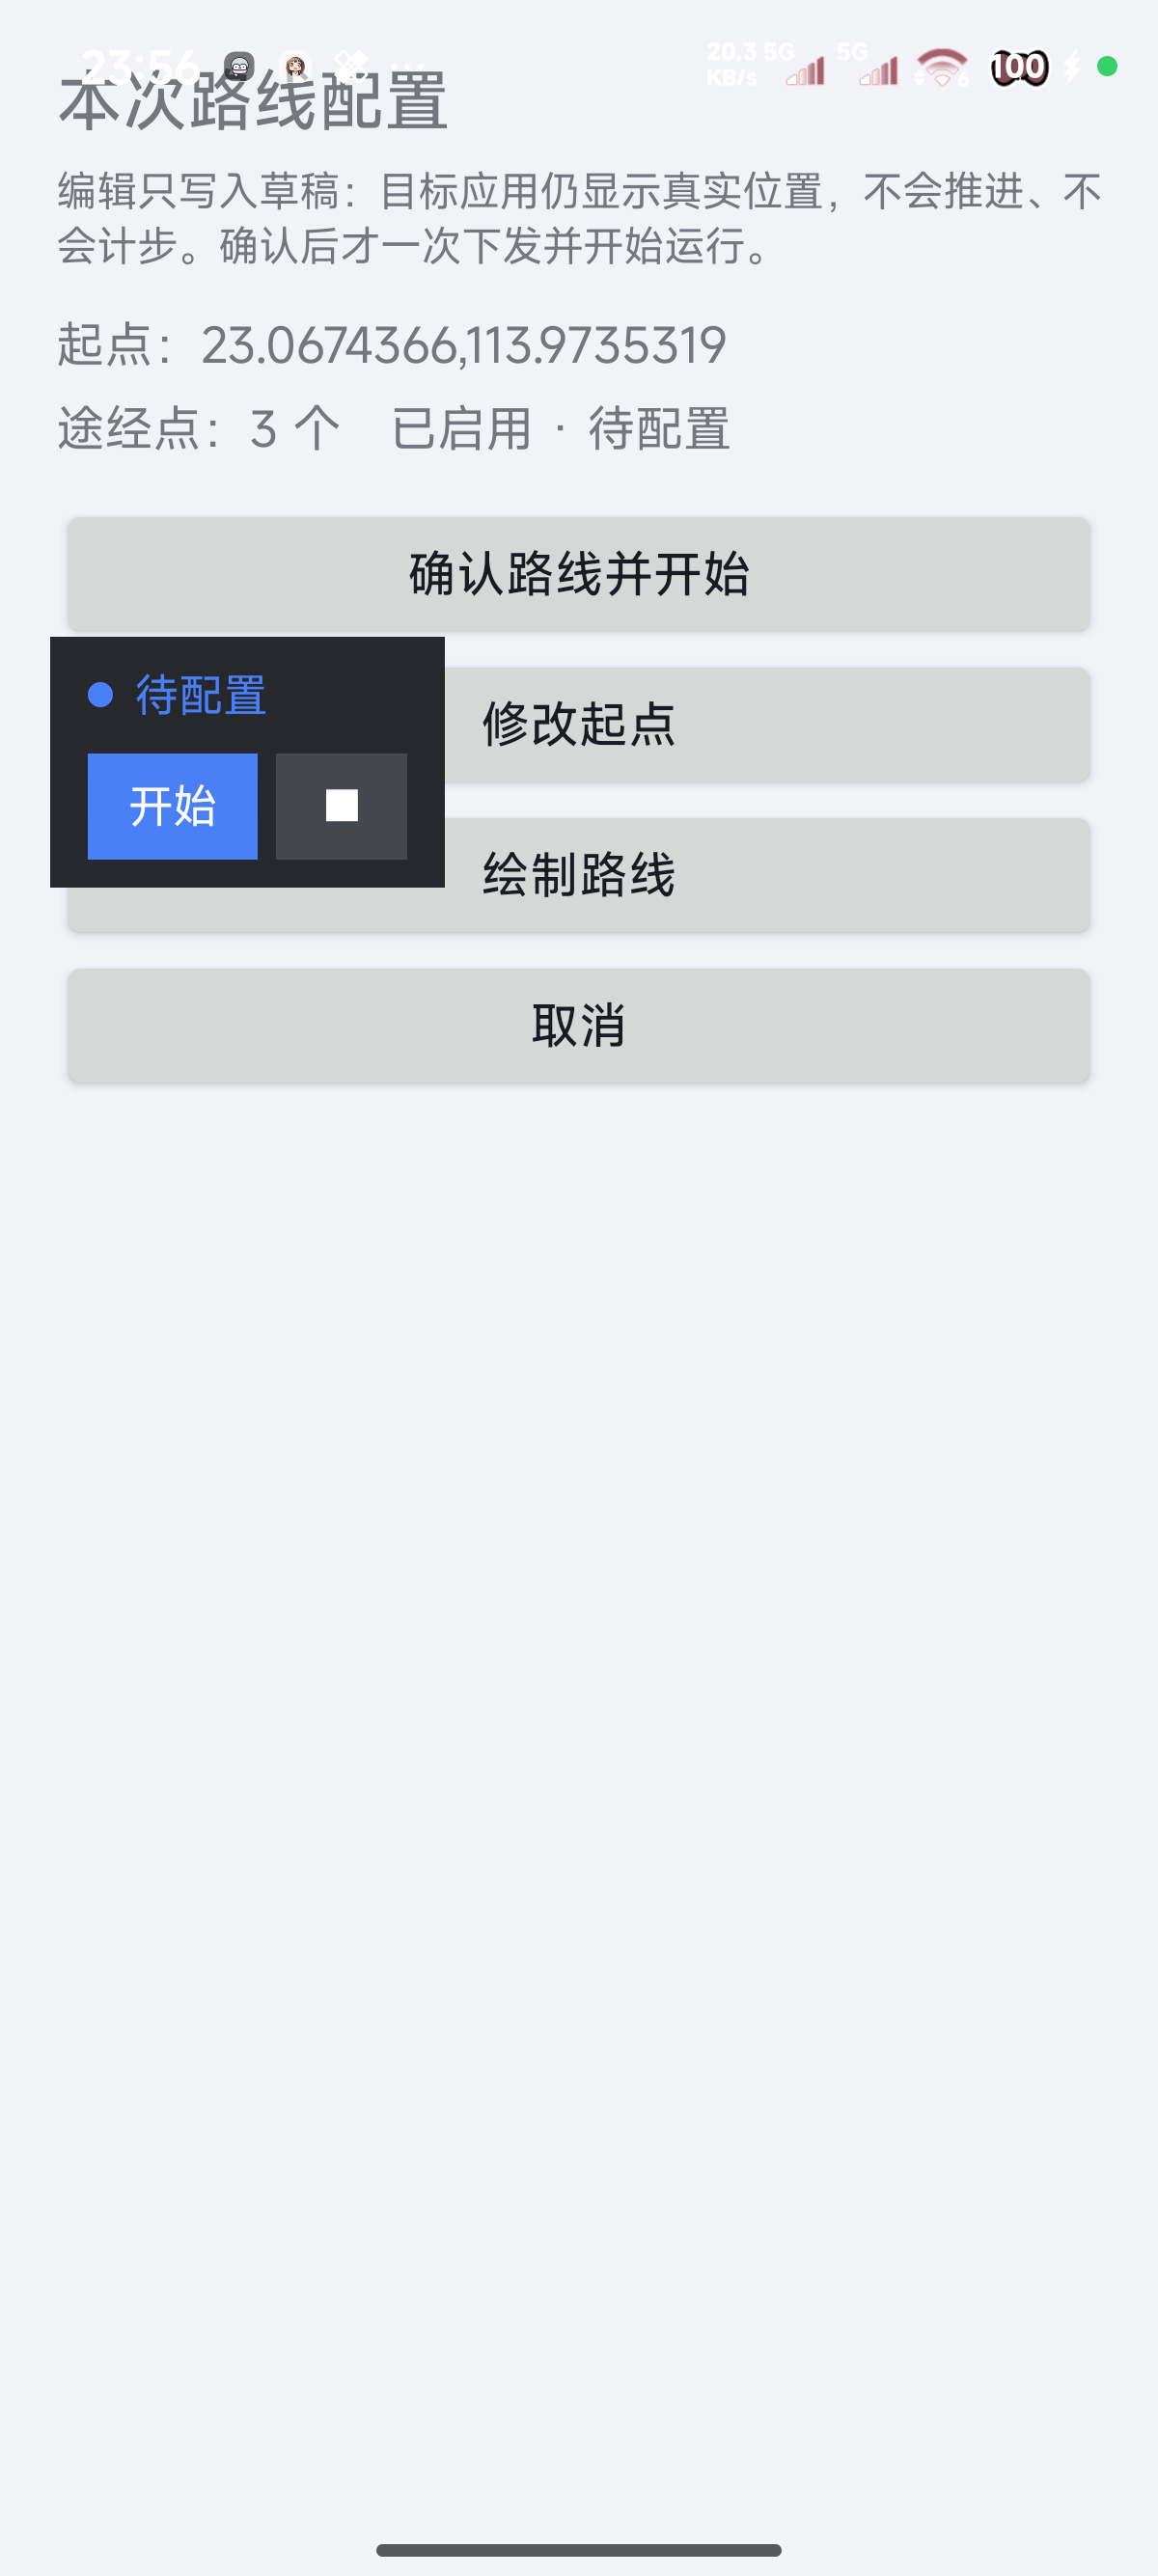 23:56
20.3 KB/s
5G
5G
6
100
本次路线配置
编辑只写入草稿：目标应用仍显示真实位置，不会推进、不
会计步。确认后才一次下发并开始运行。
起点：23.0674366,113.9735319
途经点：3 个 已启用 · 待配置
确认路线并开始
待配置
修改起点
开始
绘制路线
取消